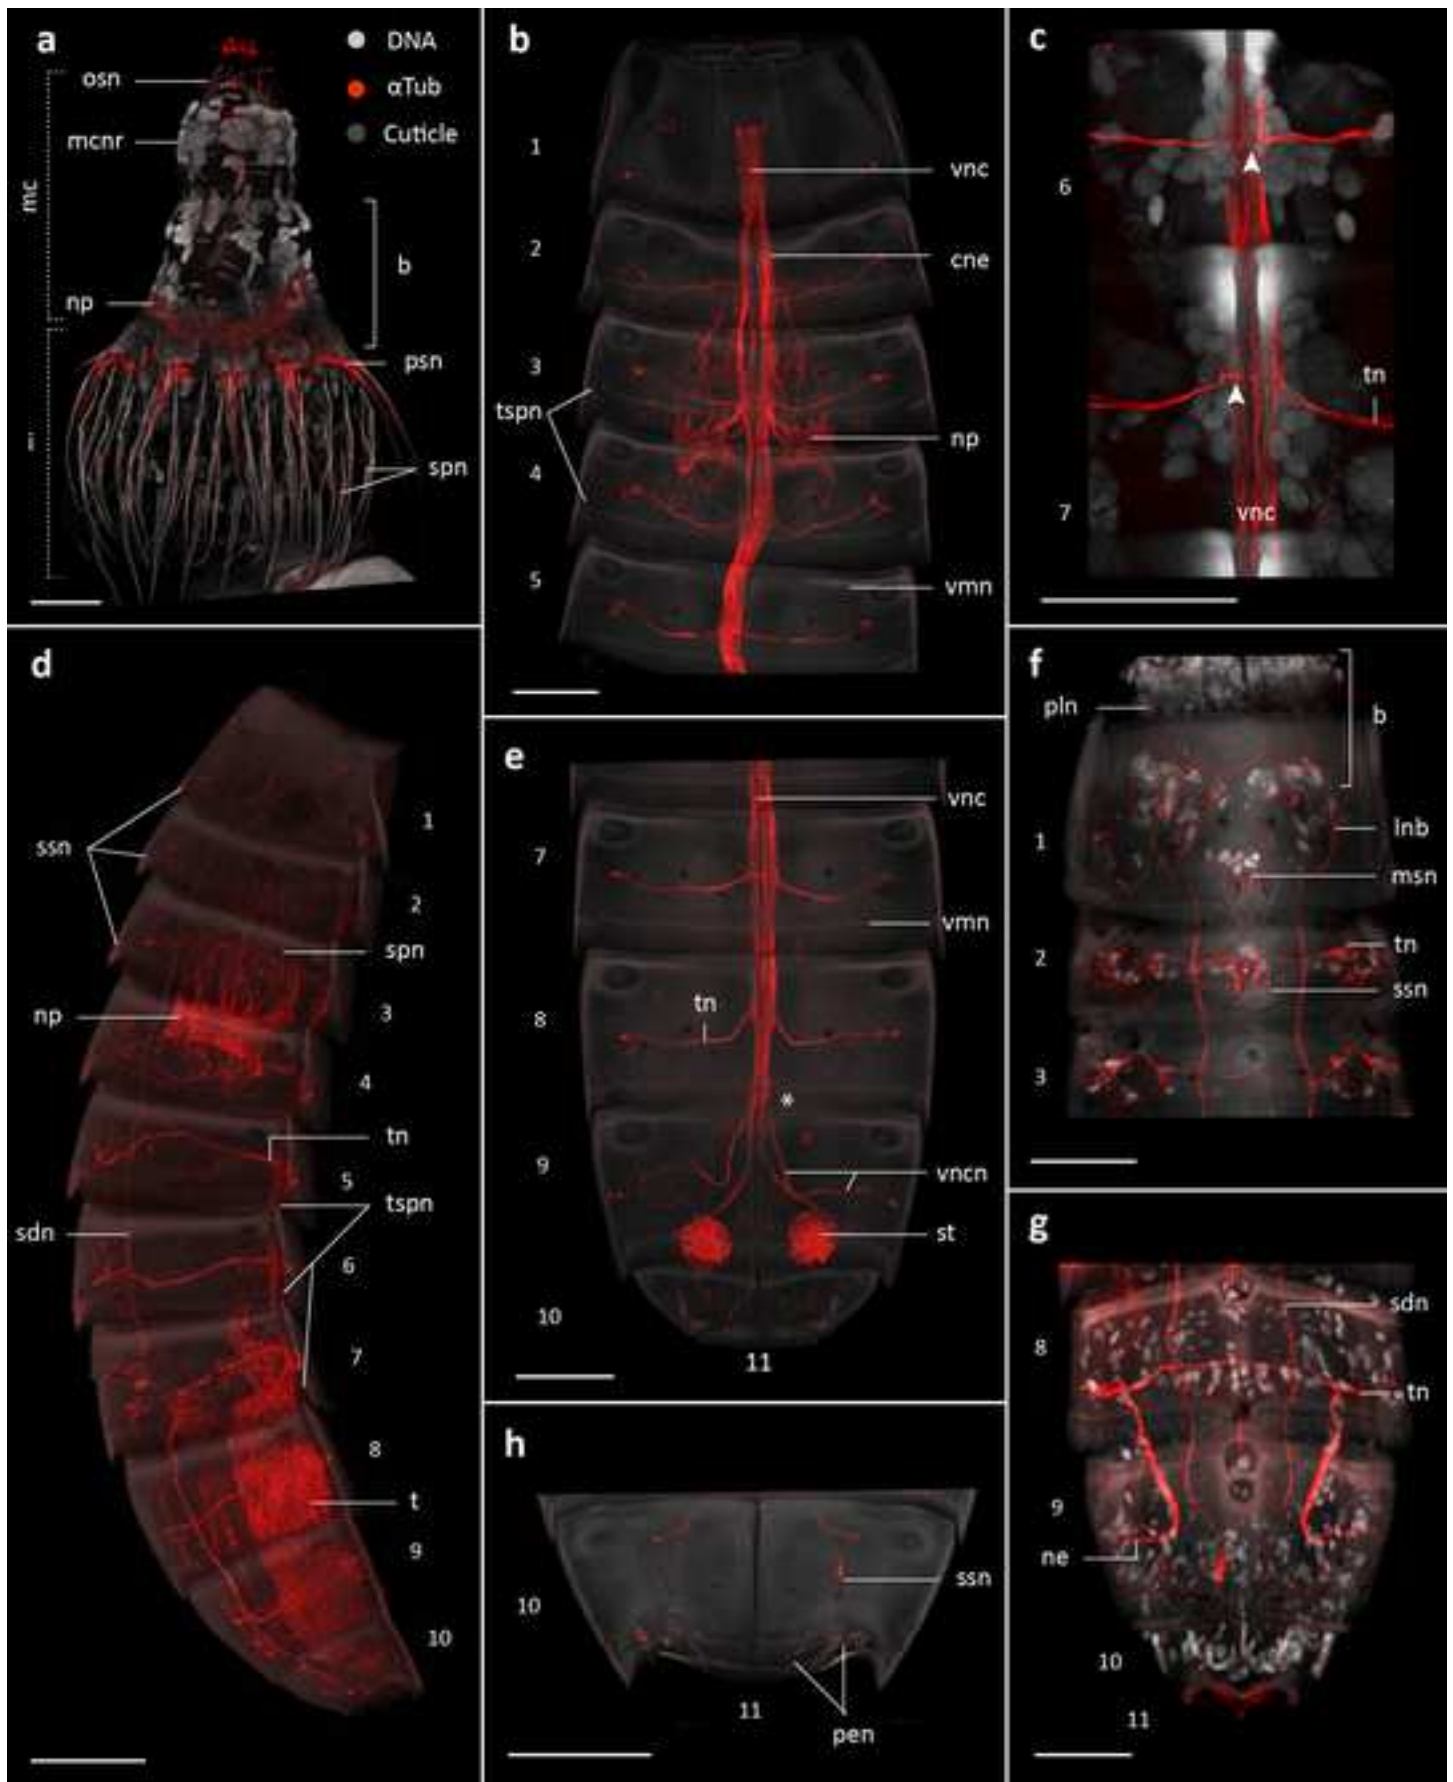 a
DNA
αTub
Cuticle
osn
mcnr
mc
b
np
psn
spn
b
1
vnc
2
cne
3
tspn
np
4
5
vmn
c
6
tn
7
vnc
d
ssn
1
2
spn
np
3
4
tn
5
tspn
sdn
6
7
8
t
9
10
e
vnc
7
vmn
tn
8
*
9
vncn
st
10
11
f
pln
b
1
lnb
msn
2
tn
ssn
3
g
sdn
8
tn
9
ne
10
11
h
ssn
10
11
pen